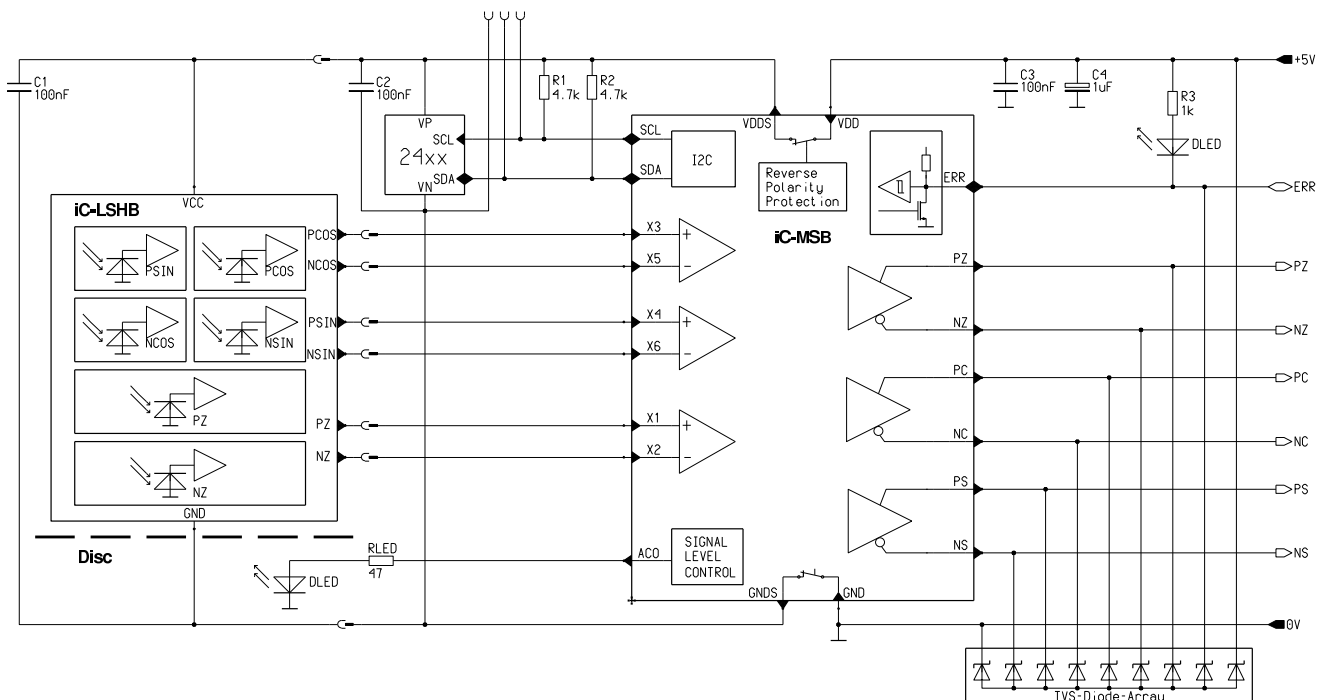 C1
100nF
C2
100nF
R1
4.7k
R2
4.7k
C3
100nF
C4
1uF
+5V
R3
1k
DLED
VP
SCL
24xx
SDA
VN
VDDS
VDD
SCL
I2C
SDA
Reverse
Polarity
Protection
ERR
ERR
iC-MSB
VCC
iC-LSHB
PSIN
PCOS
NCOS
NSIN
PZ
NZ
GND
PCOS
NCOS
PSIN
NSIN
PZ
NZ
X3
X5
X4
X6
X1
X2
PZ
NZ
PC
NC
PS
NS
PZ
NZ
PC
NC
PS
NS
Disc
RLED
47
DLED
ACO
SIGNAL
LEVEL
CONTROL
GNDS
GND
0V
TVS-Diode-Array